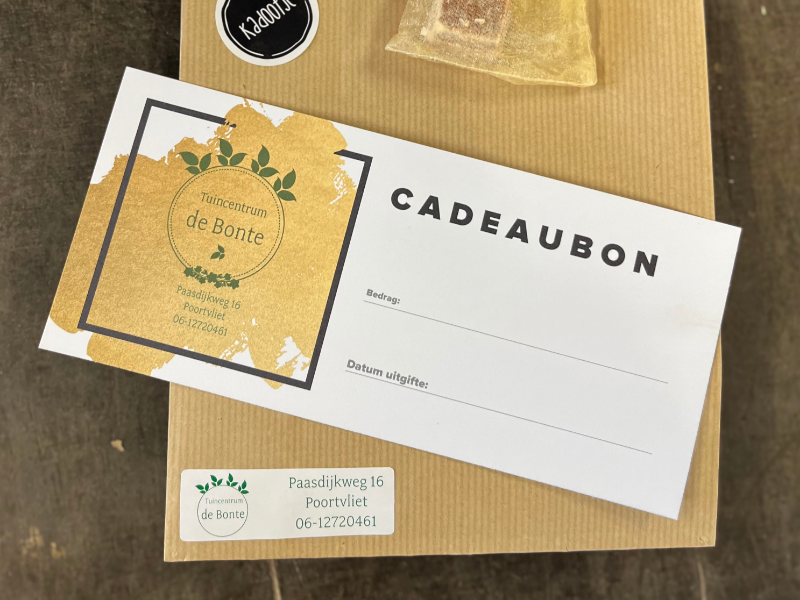 Kadootje
Tuincentrum
de Bonte
Paasdijkweg 16
Poortvliet
06-12720461
CADEAUBON
Bedrag:
Datum uitgifte:
Tuincentrum
de Bonte
Paasdijkweg 16
Poortvliet
06-12720461